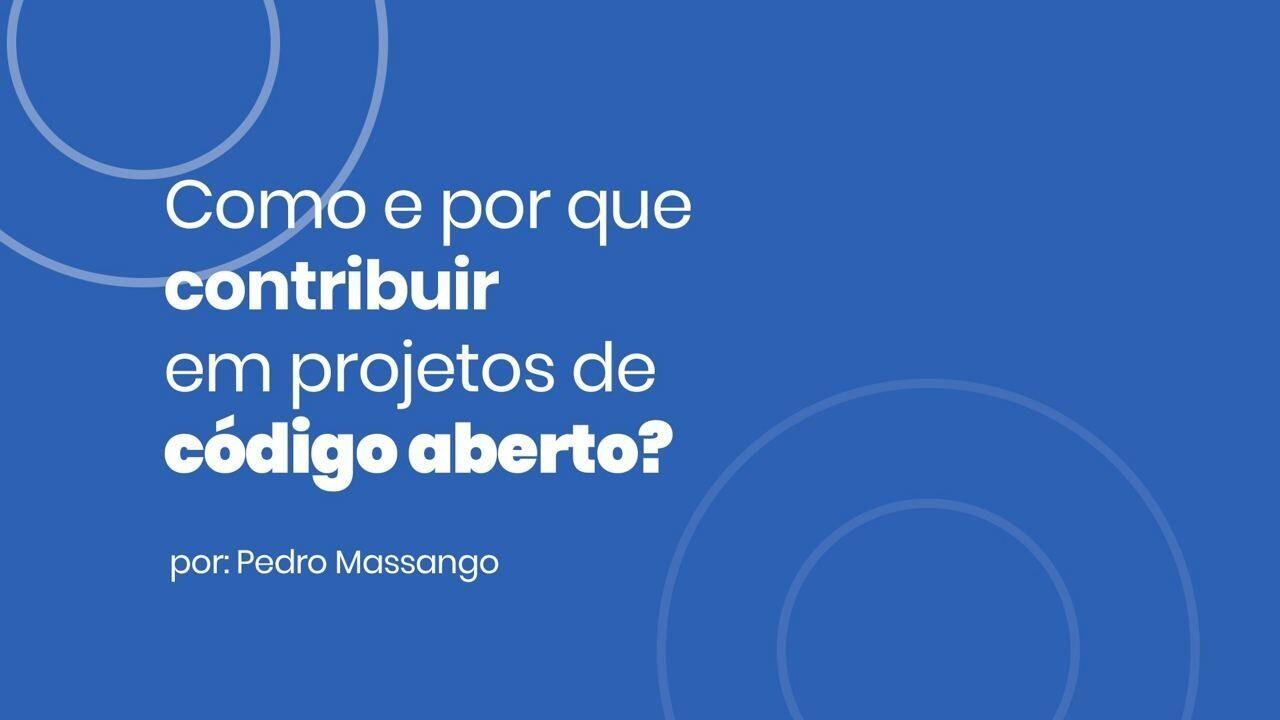 Como e por que
contribuir
em projetos de
código aberto?
por: Pedro Massango